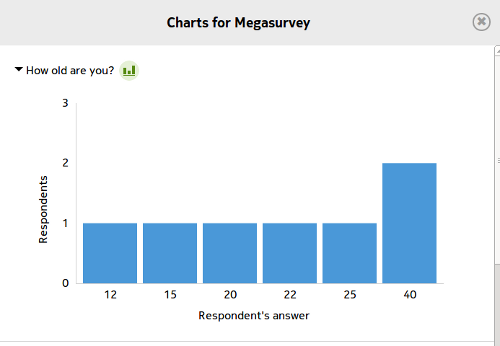 Charts for Megasurvey
How old are you?
3
2
1
0
Respondents
12 15 20 22 25 40
Respondent's answer